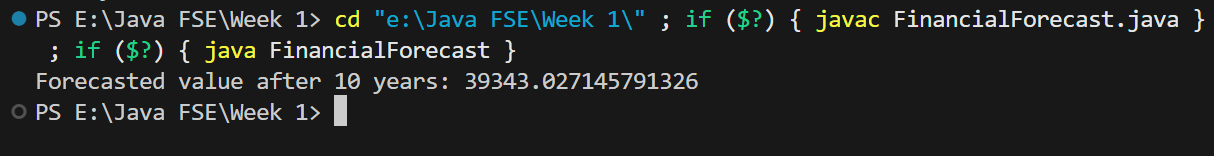 PS E:\Java FSE\Week 1> cd "e:\Java FSE\Week 1\" ; if ($?) { javac FinancialForecast.java }
 ; if ($?) { java FinancialForecast }
Forecasted value after 10 years: 39343.027145791326
PS E:\Java FSE\Week 1>